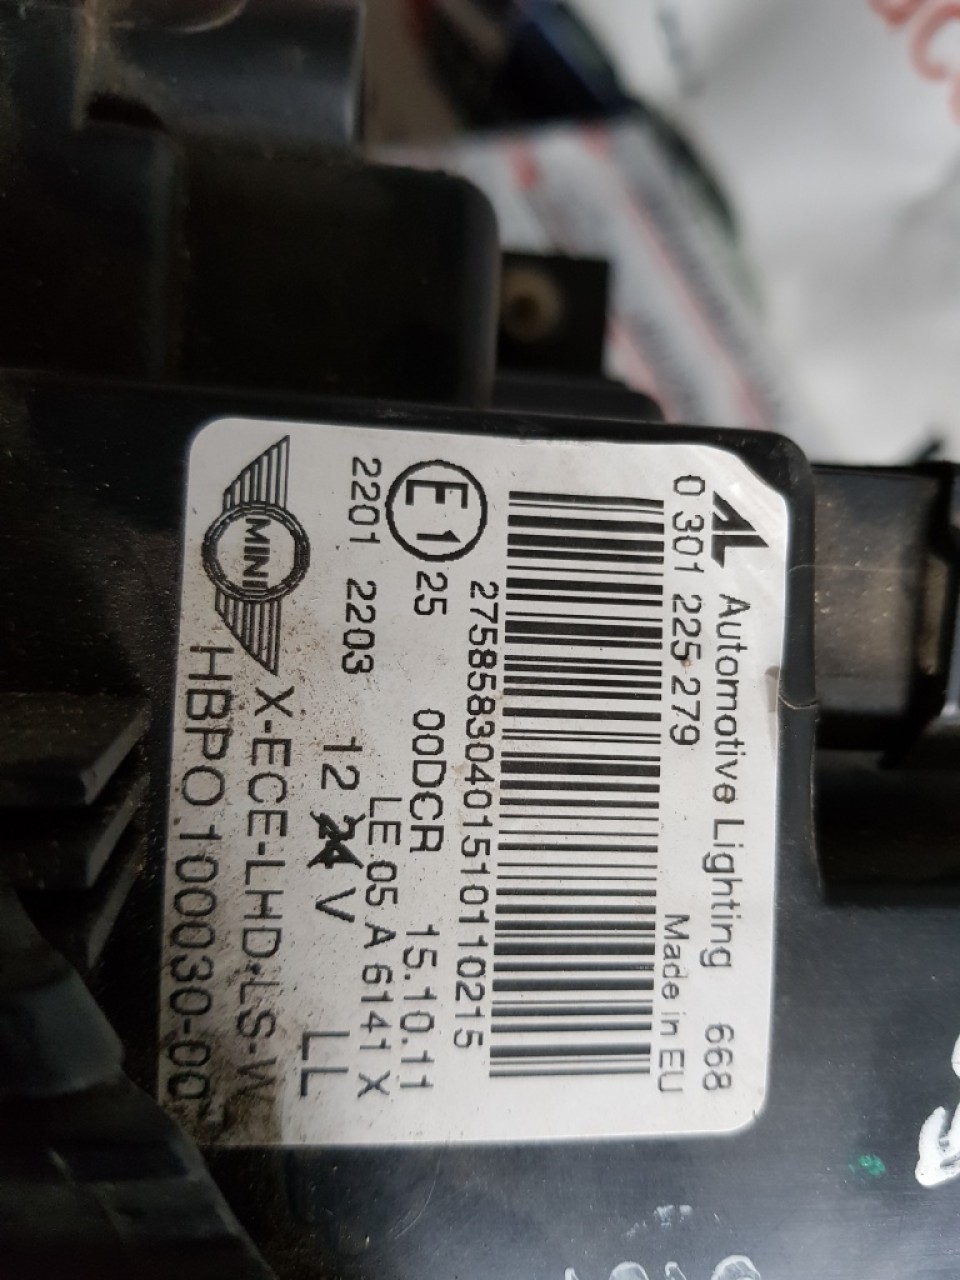 AL Automotive Lighting 668
0 301 225 279 Made in EU
27585830401510110215
E1 25 00DCR 15.10.11
2201 2203 LE 05 A 6141 X
12 24 V LL
MINI X-ECE-LHD-LS-W
HBPO.100030-00